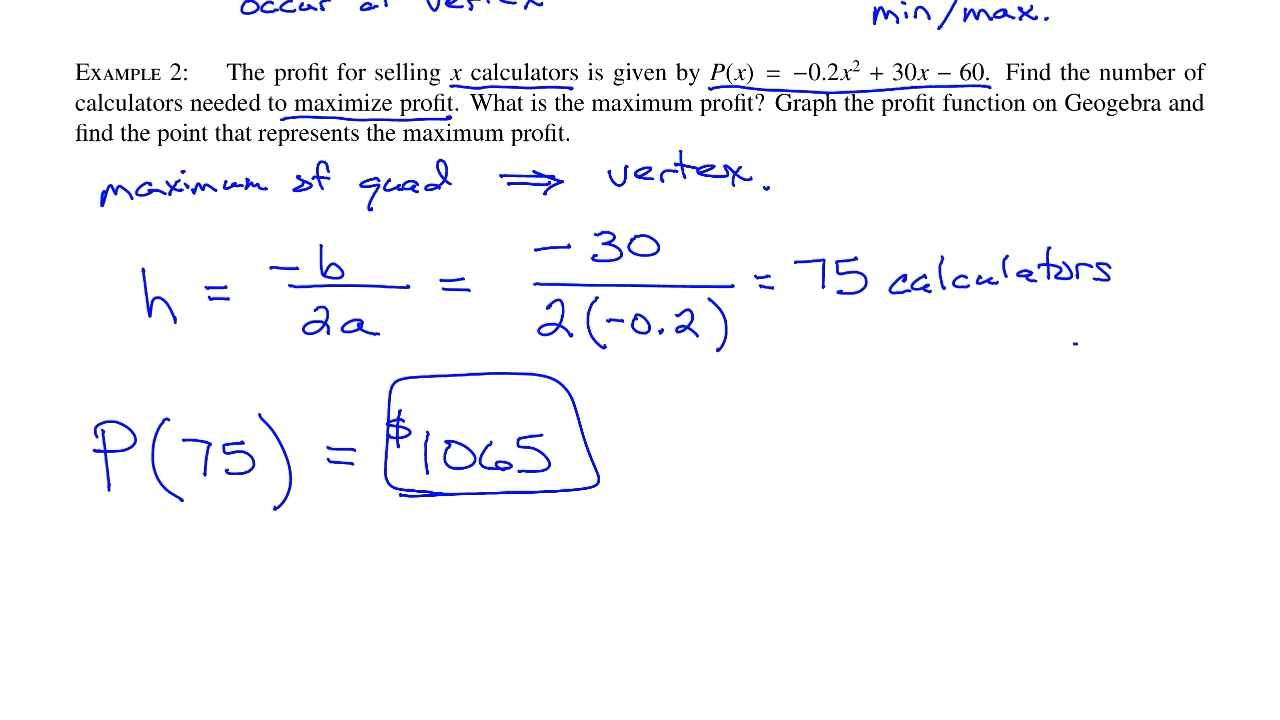 occur at vertex min/max.
EXAMPLE 2: The profit for selling x calculators is given by P(x) = −0.2x² + 30x − 60. Find the number of
calculators needed to maximize profit. What is the maximum profit? Graph the profit function on Geogebra and
find the point that represents the maximum profit.
maximum of quad ⟹ vertex.
h = -b/2a = -30/2(-0.2) = 75 calculators
P(75) = $1065